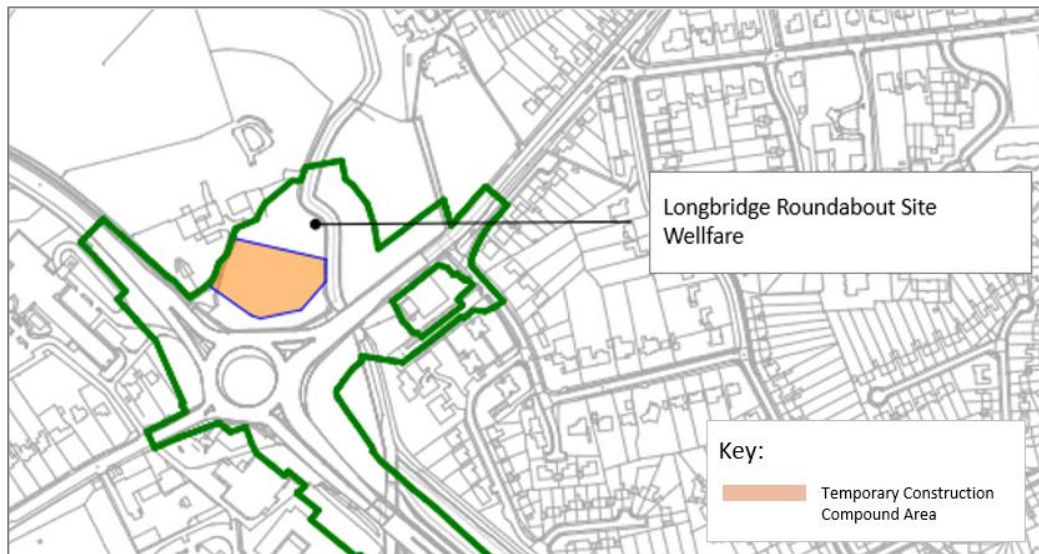 Longbridge Roundabout Site
Wellfare
Key:
Temporary Construction
Compound Area